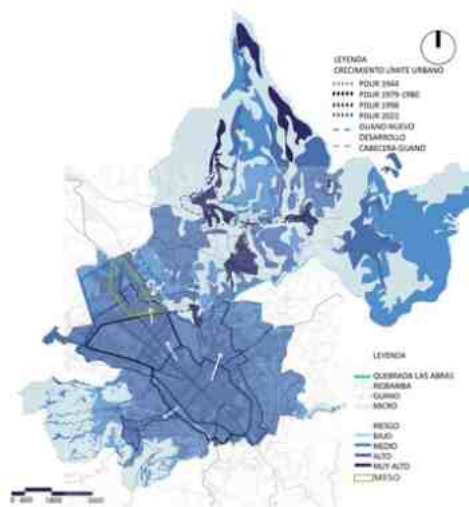 LEYENDA
CRECIMIENTO LÍMITE URBANO
PDUR 1944
PDUR 1979-1980
PDUR 1998
PDUR 2023
GUANO NUEVO
DESARROLLO
CABECERA GUANO
LEYENDA
QUEBRADA LAS ABRAS
RIOBAMBA
GUANO
MICRO
RIESGO
BAJO
MEDIO
ALTO
MUY ALTO
MESO